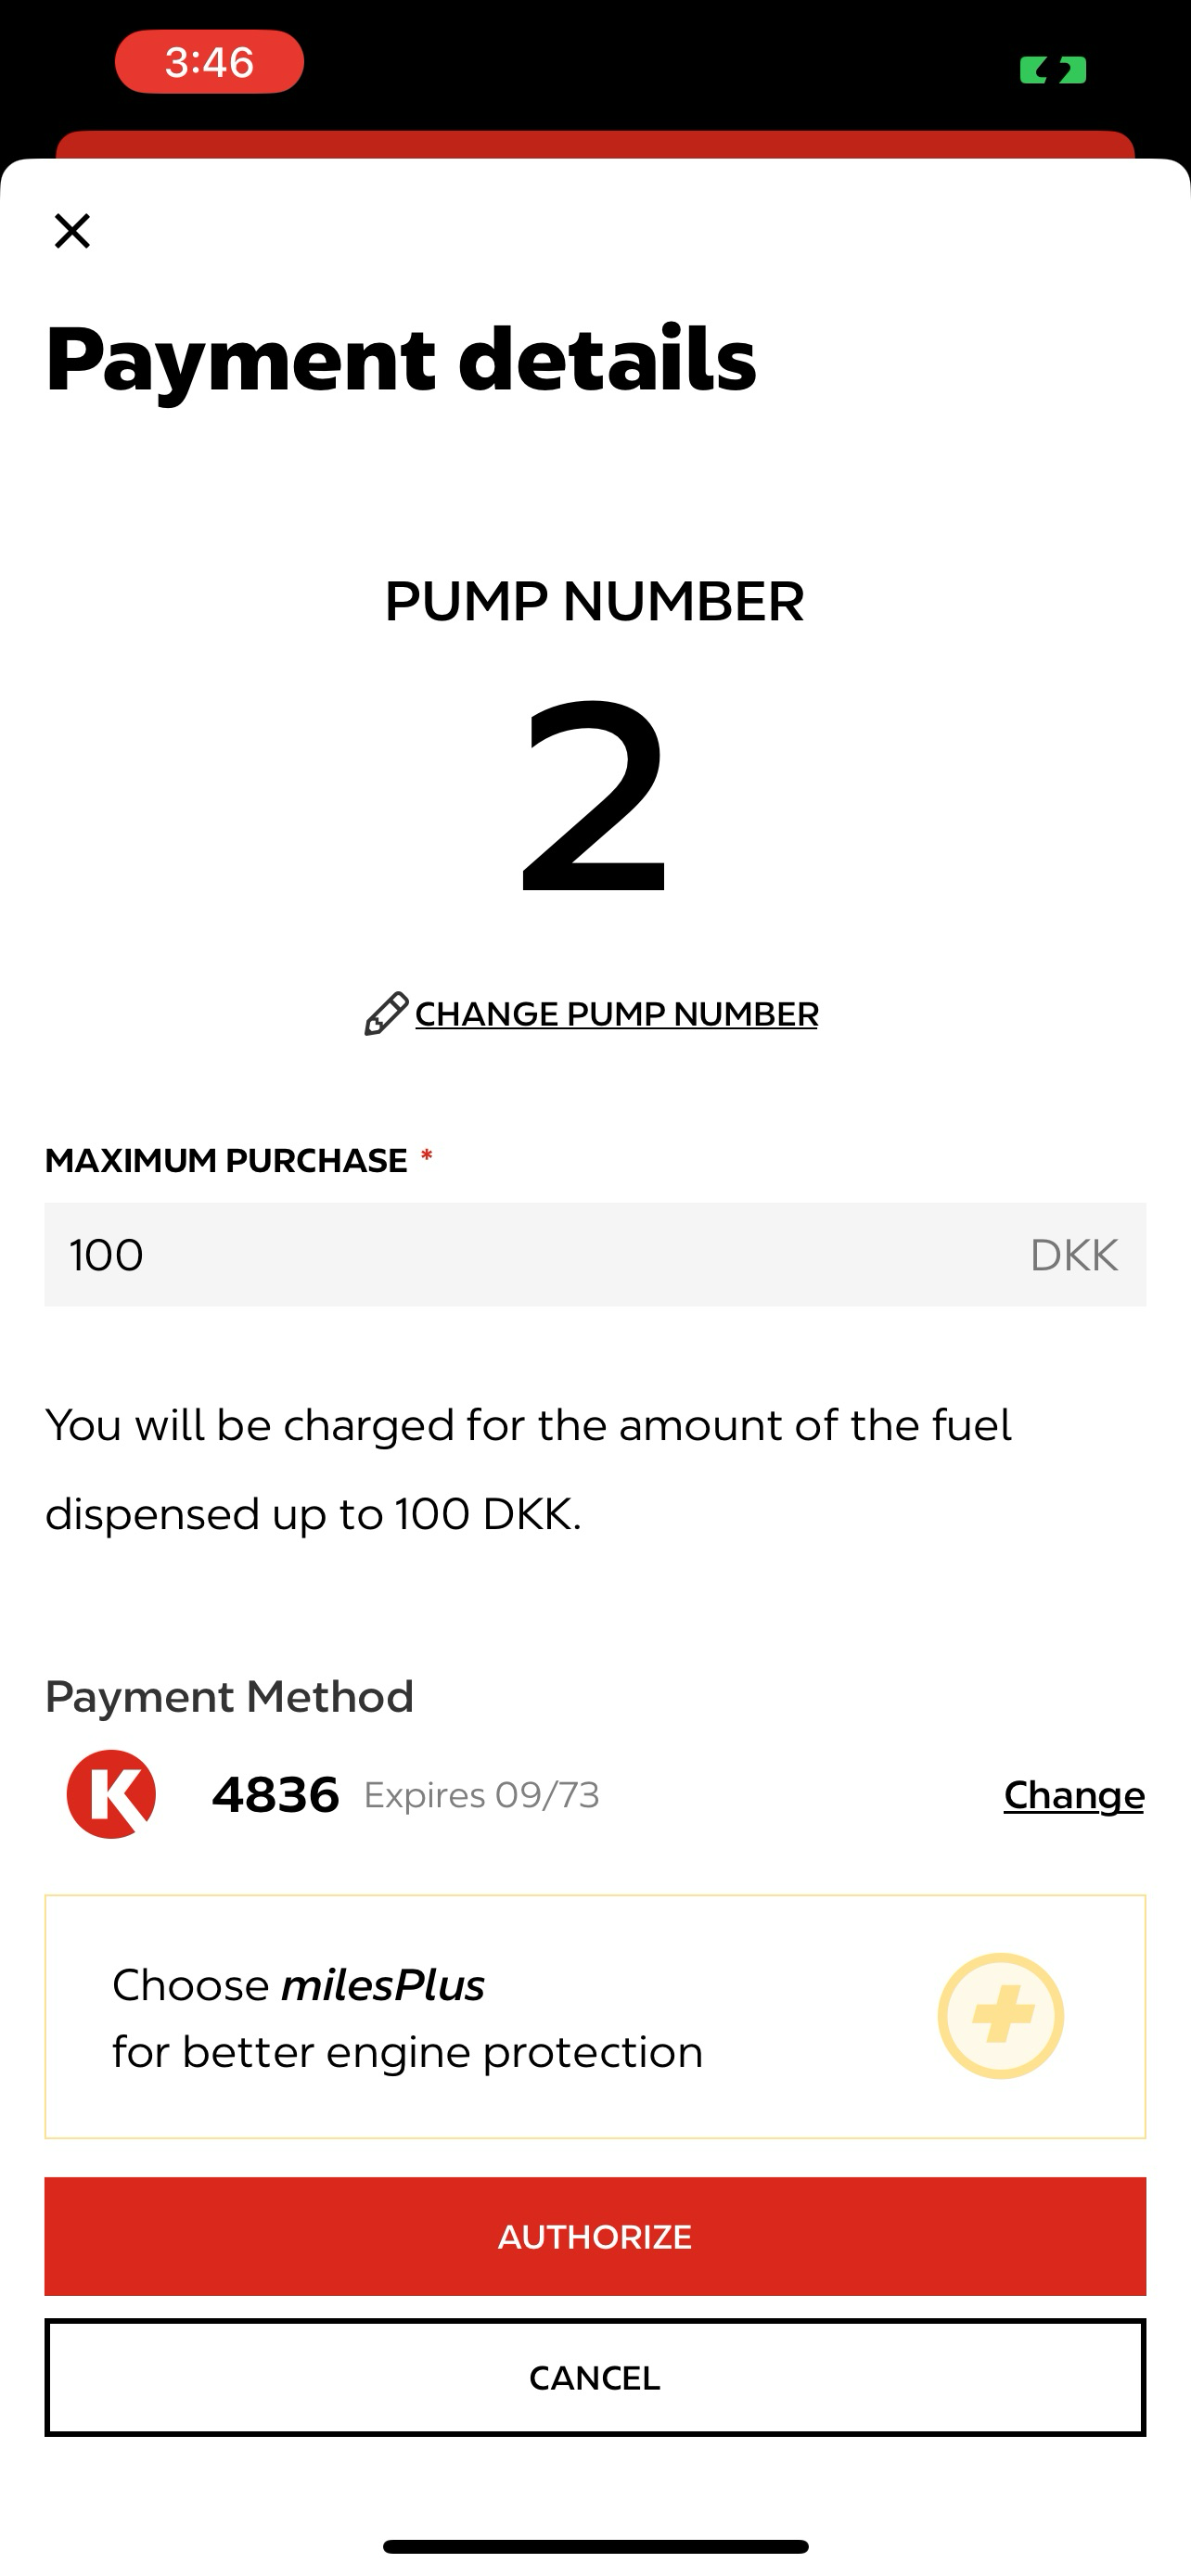 3:46
Payment details
PUMP NUMBER
2
CHANGE PUMP NUMBER
MAXIMUM PURCHASE *
100 DKK
You will be charged for the amount of the fuel
dispensed up to 100 DKK.
Payment Method
K 4836 Expires 09/73 Change
Choose milesPlus
for better engine protection
AUTHORIZE
CANCEL